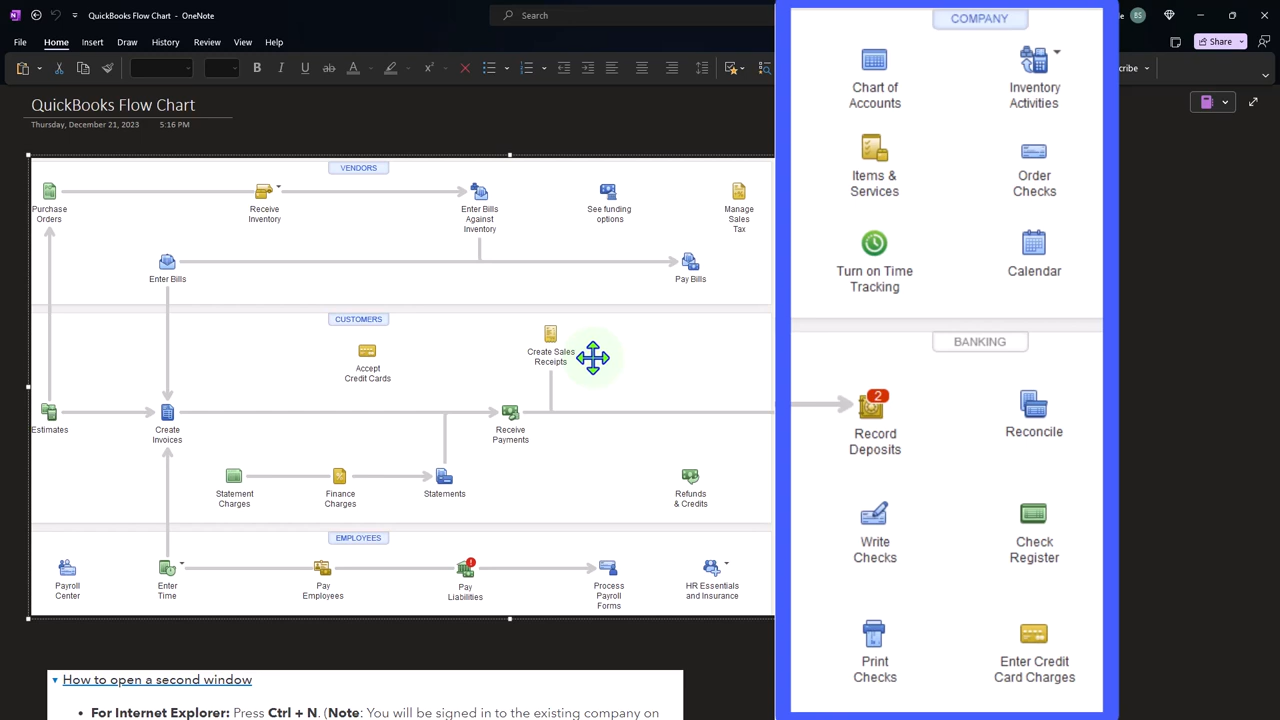 QuickBooks Flow Chart - OneNote
Search
BS
File Home Insert Draw History Review View Help
Share
B I U ab
QuickBooks Flow Chart
Thursday, December 21, 2023 5:16 PM
VENDORS
Purchase
Orders
Receive
Inventory
Enter Bills
Against
Inventory
See funding
options
Manage
Sales
Tax
Enter Bills
Pay Bills
CUSTOMERS
Accept
Credit Cards
Create Sales
Receipts
Estimates
Create
Invoices
Receive
Payments
Statement
Charges
Finance
Charges
Statements
Refunds
& Credits
EMPLOYEES
Payroll
Center
Enter
Time
Pay
Employees
Pay
Liabilities
Process
Payroll
Forms
HR Essentials
and Insurance
How to open a second window
• For Internet Explorer: Press Ctrl + N. (Note: You will be signed in to the existing company on
COMPANY
Chart of
Accounts
Inventory
Activities
Items &
Services
Order
Checks
Turn on Time
Tracking
Calendar
BANKING
2
Record
Deposits
Reconcile
Write
Checks
Check
Register
Print
Checks
Enter Credit
Card Charges